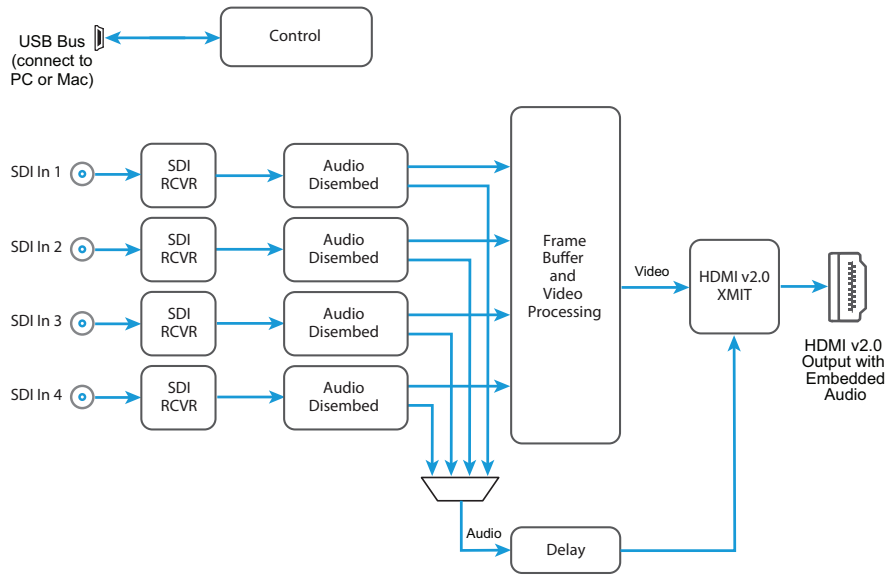 USB Bus
(connect to
PC or Mac)
Control
SDI In 1
SDI
RCVR
Audio
Disembed
SDI In 2
SDI
RCVR
Audio
Disembed
SDI In 3
SDI
RCVR
Audio
Disembed
SDI In 4
SDI
RCVR
Audio
Disembed
Frame
Buffer
and
Video
Processing
Video
HDMI v2.0
XMIT
HDMI v2.0
Output with
Embedded
Audio
Audio
Delay